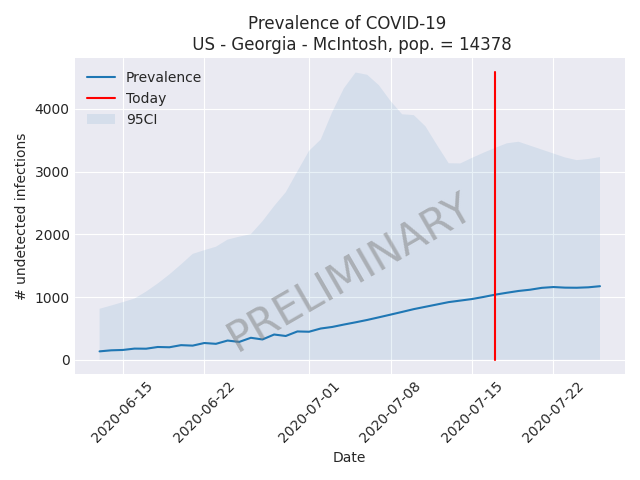 Prevalence of COVID-19
US - Georgia - McIntosh, pop. = 14378
Prevalence
Today
95CI
4000
3000
2000
1000
0
# undetected infections
PRELIMINARY
2020-06-15
2020-06-22
2020-07-01
2020-07-08
2020-07-15
2020-07-22
Date